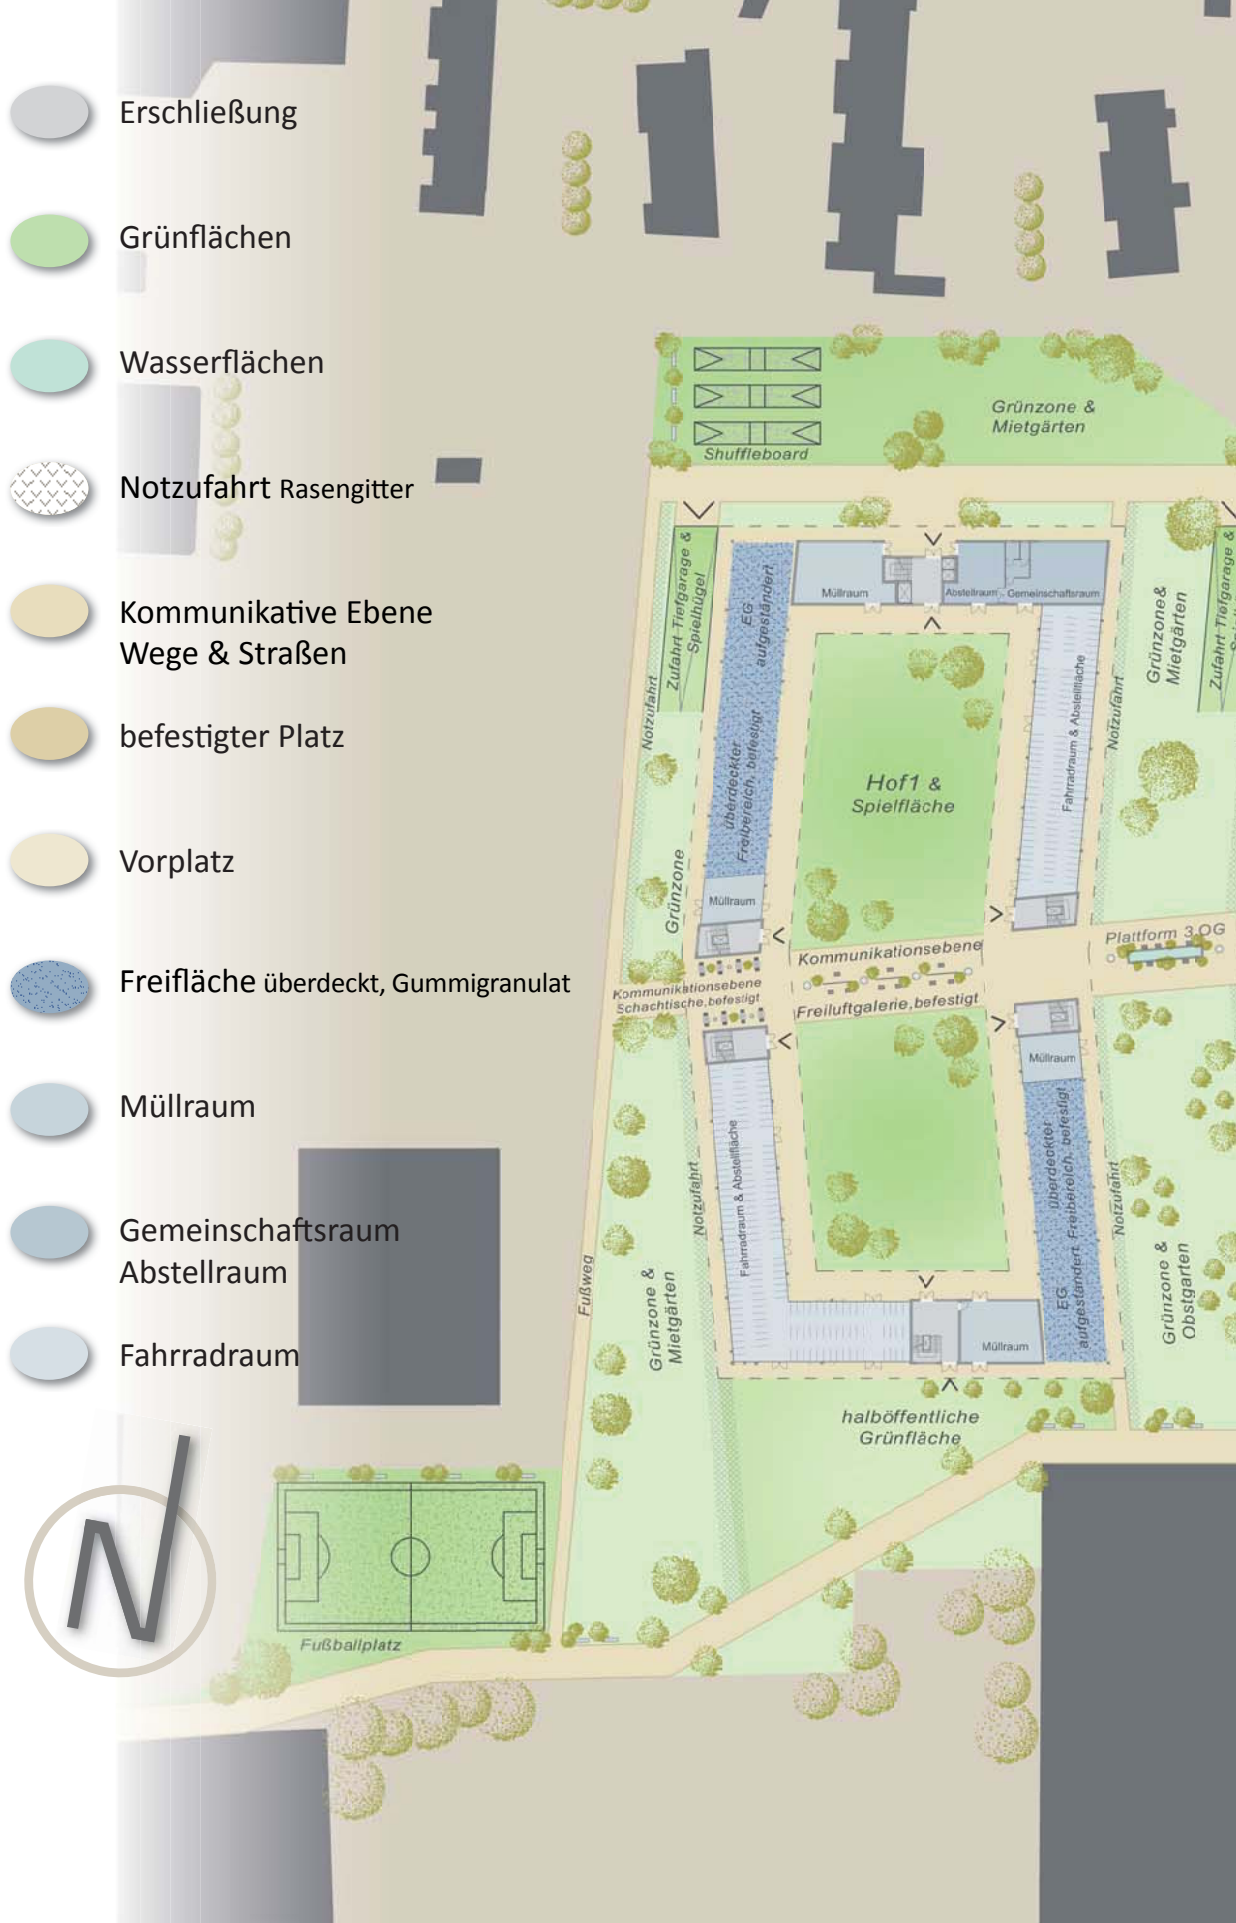 Erschließung
Grünflächen
Wasserflächen
Notzufahrt Rasengitter
Kommunikative Ebene
Wege & Straßen
befestigter Platz
Vorplatz
Freifläche überdeckt, Gummigranulat
Müllraum
Gemeinschaftsraum
Abstellraum
Fahrradraum
N
Shuffleboard
Grünzone &
Mietgärten
Zufahrt Tiefgarage &
Spielhügel
Notzufahrt
EG
aufgeständert
überdeckter
Freibereich, befestigt
Müllraum
Abstellraum
Gemeinschaftsraum
Fahrradraum & Abstellfläche
Notzufahrt
Grünzone&
Mietgärten
Zufahrt Tiefgarage &
Hof1 &
Spielfläche
Grünzone
Müllraum
Kommunikationsebene
Schachtische,befestigt
Kommunikationsebene
Freiluftgalerie,befestigt
Plattform 3.OG
Müllraum
Fahrradraum & Abstellfläche
Notzufahrt
Fußweg
Grünzone &
Mietgärten
überdeckter
Freibereich, befestigt
EG
aufgeständert
Notzufahrt
Grünzone &
Obstgarten
Müllraum
halböffentliche
Grünfläche
Fußballplatz